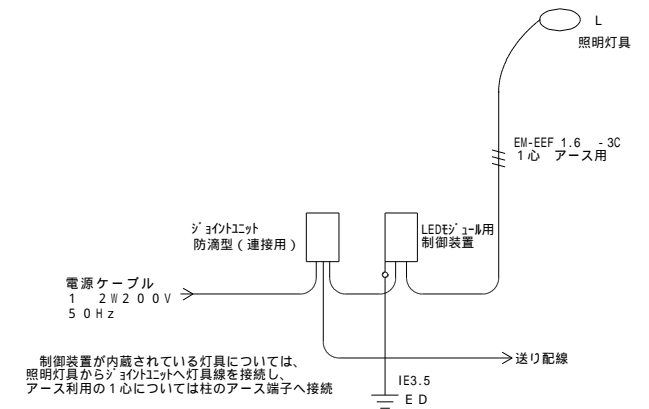 L
照明灯具
EM-EEF 1.6 -3C
1心 アース用
ジョイントユニット
防滴型（連接用）
LEDモジュール用
制御装置
電源ケーブル
1 2W200V
50Hz
制御装置が内蔵されている灯具については、
照明灯具からジョイントユニットへ灯具線を接続し、
アース利用の1心については柱のアース端子へ接続
送り配線
IE3.5
ED